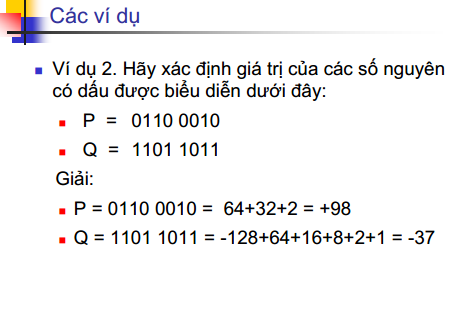 Các ví dụ
Ví dụ 2. Hãy xác định giá trị của các số nguyên
có dấu được biểu diễn dưới đây:
P = 0110 0010
Q = 1101 1011
Giải:
P = 0110 0010 = 64+32+2 = +98
Q = 1101 1011 = -128+64+16+8+2+1 = -37